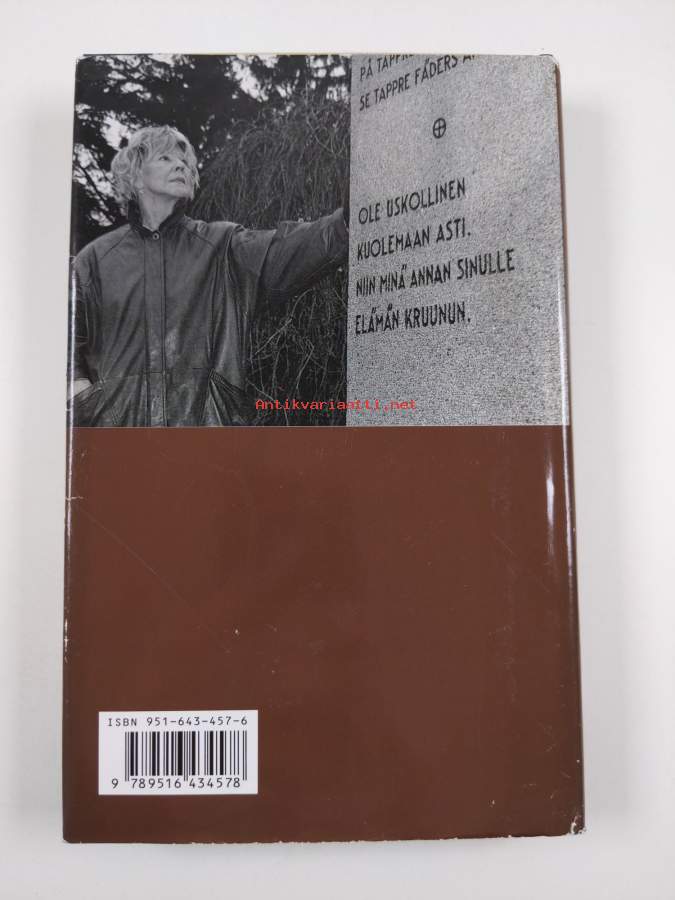 PÅ TAPPRE
SE TAPPRE FÄDERS
OLE USKOLLINEN
KUOLEMAAN ASTI,
NIIN MINÄ ANNAN SINULLE
ELÄMÄN KRUUNUN.
Antikvariaatti.net
ISBN 951-643-457-6
9 789516 434578